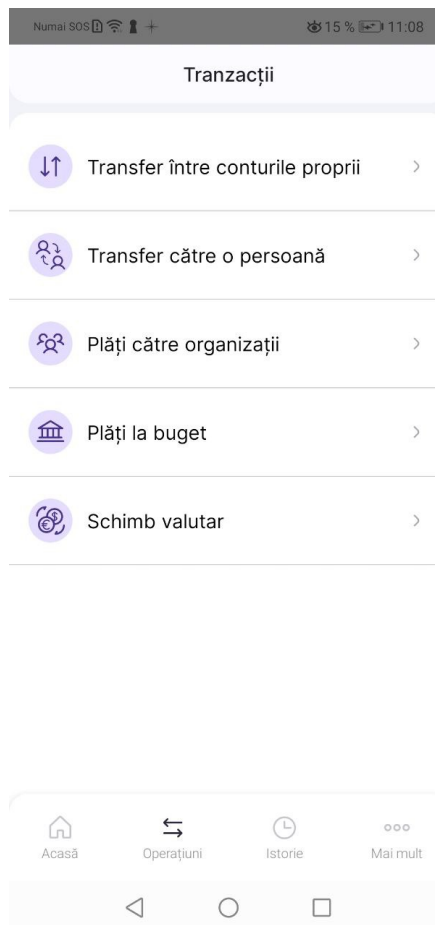 Numai SOS 15 % 11:08
Tranzacții
Transfer între conturile proprii
Transfer către o persoană
Plăți către organizații
Plăți la buget
Schimb valutar
Acasă Operațiuni Istorie Mai mult